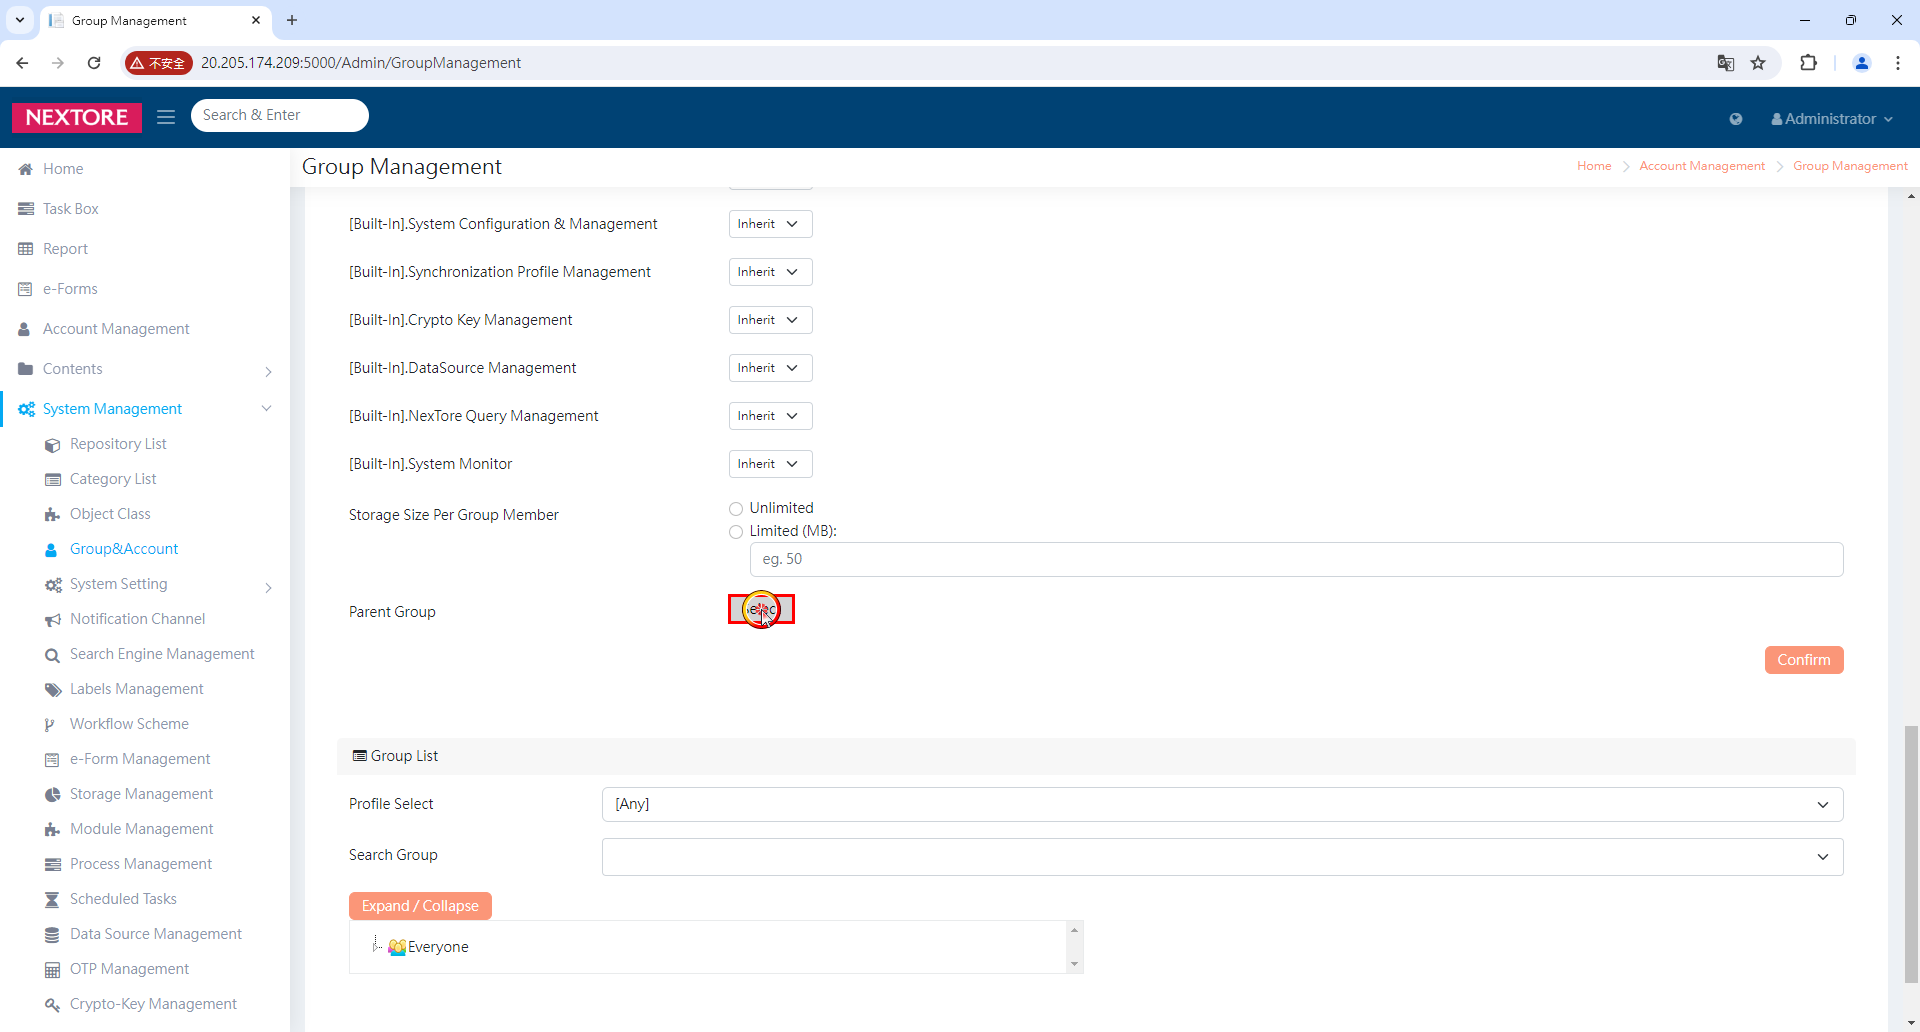 Group Management
不安全
20.205.174.209:5000/Admin/GroupManagement
NEXTORE
Search & Enter
Administrator
Group Management
Home
Account Management
Group Management
Home
Task Box
Report
e-Forms
Account Management
Contents
System Management
Repository List
Category List
Object Class
Group&Account
System Setting
Notification Channel
Search Engine Management
Labels Management
Workflow Scheme
e-Form Management
Storage Management
Module Management
Process Management
Scheduled Tasks
Data Source Management
OTP Management
Crypto-Key Management
[Built-In].System Configuration & Management
Inherit
[Built-In].Synchronization Profile Management
Inherit
[Built-In].Crypto Key Management
Inherit
[Built-In].DataSource Management
Inherit
[Built-In].NexTore Query Management
Inherit
[Built-In].System Monitor
Inherit
Storage Size Per Group Member
Unlimited
Limited (MB):
eg. 50
Parent Group
Confirm
Group List
Profile Select
[Any]
Search Group
Expand / Collapse
Everyone